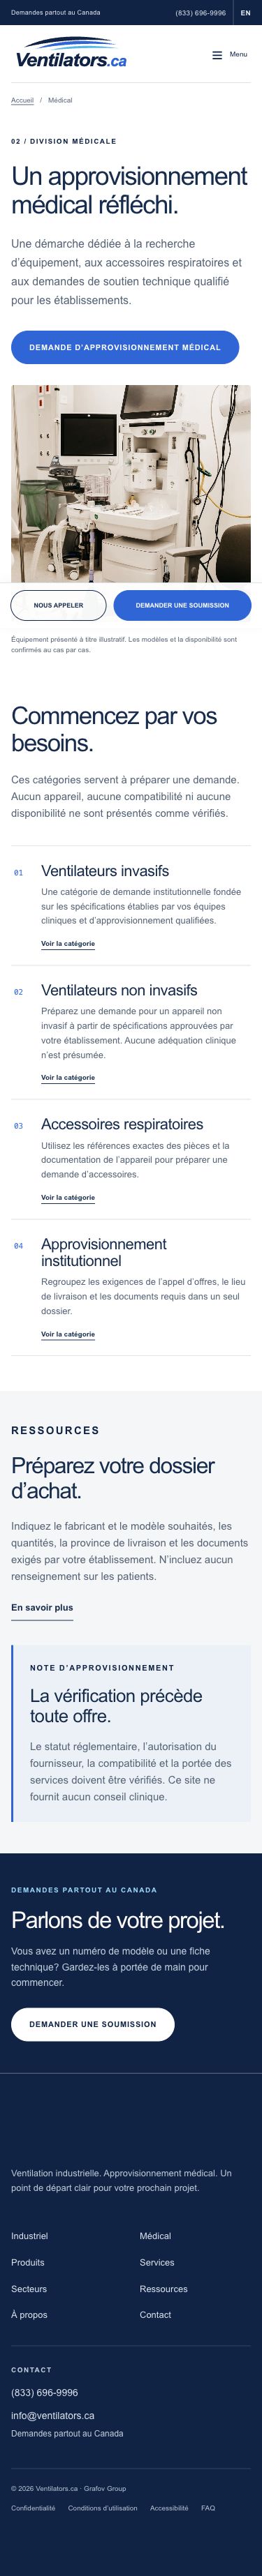 Demandes partout au Canada
(833) 696-9996
EN
Ventilators.ca
Menu
Accueil / Médical
02 / DIVISION MÉDICALE
Un approvisionnement
médical réfléchi.
Une démarche dédiée à la recherche
d'équipement, aux accessoires respiratoires et
aux demandes de soutien technique qualifié
pour les établissements.
DEMANDE D'APPROVISIONNEMENT MÉDICAL
NOUS APPELER
DEMANDER UNE SOUMISSION
Équipement présenté à titre illustratif. Les modèles et la disponibilité sont
confirmés au cas par cas.
Commencez par vos
besoins.
Ces catégories servent à préparer une demande.
Aucun appareil, aucune compatibilité ni aucune
disponibilité ne sont présentés comme vérifiés.
01
Ventilateurs invasifs
Une catégorie de demande institutionnelle fondée
sur les spécifications établies par vos équipes
cliniques et d'approvisionnement qualifiées.
Voir la catégorie
02
Ventilateurs non invasifs
Préparez une demande pour un appareil non
invasif à partir de spécifications approuvées par
votre établissement. Aucune adéquation clinique
n'est présumée.
Voir la catégorie
03
Accessoires respiratoires
Utilisez les références exactes des pièces et la
documentation de l'appareil pour préparer une
demande d'accessoires.
Voir la catégorie
04
Approvisionnement
institutionnel
Regroupez les exigences de l'appel d'offres, le lieu
de livraison et les documents requis dans un seul
dossier.
Voir la catégorie
RESSOURCES
Préparez votre dossier
d'achat.
Indiquez le fabricant et le modèle souhaités, les
quantités, la province de livraison et les documents
exigés par votre établissement. N'incluez aucun
renseignement sur les patients.
En savoir plus
NOTE D'APPROVISIONNEMENT
La vérification précède
toute offre.
Le statut réglementaire, l'autorisation du
fournisseur, la compatibilité et la portée des
services doivent être vérifiés. Ce site ne
fournit aucun conseil clinique.
DEMANDES PARTOUT AU CANADA
Parlons de votre projet.
Vous avez un numéro de modèle ou une fiche
technique? Gardez-les à portée de main pour
commencer.
DEMANDER UNE SOUMISSION
Ventilation industrielle. Approvisionnement médical. Un
point de départ clair pour votre prochain projet.
Industriel
Médical
Produits
Services
Secteurs
Ressources
À propos
Contact
CONTACT
(833) 696-9996
info@ventilators.ca
Demandes partout au Canada
© 2026 Ventilators.ca · Grafov Group
Confidentialité
Conditions d'utilisation
Accessibilité
FAQ